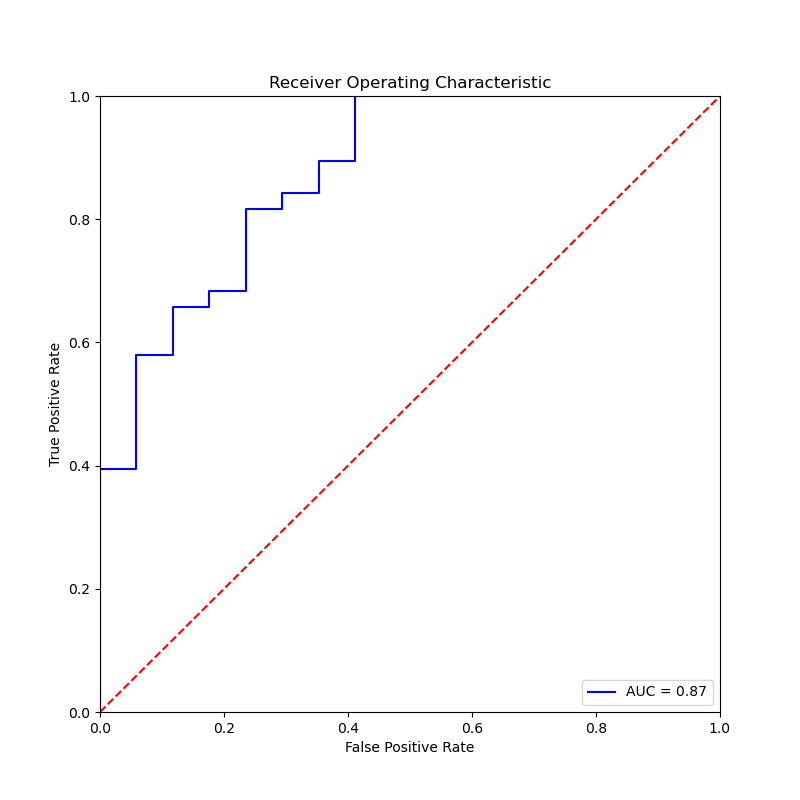 Receiver Operating Characteristic
1.0
0.8
0.6
0.4
0.2
0.0
True Positive Rate
AUC = 0.87
0.0 0.2 0.4 0.6 0.8 1.0
False Positive Rate